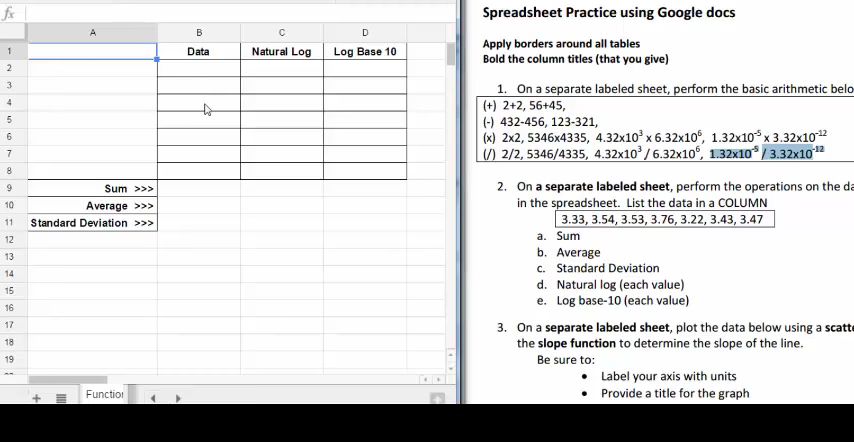 fx
A B C D
1 Data Natural Log Log Base 10
2
3
4
5
6
7
8
9 Sum >>>
10 Average >>>
11 Standard Deviation >>>
12
13
14
15
16
17
18
19
Function
Spreadsheet Practice using Google docs
Apply borders around all tables
Bold the column titles (that you give)
1. On a separate labeled sheet, perform the basic arithmetic belo
(+) 2+2, 56+45,
(-) 432-456, 123-321,
(x) 2x2, 5346x4335, 4.32x10³ x 6.32x10⁶, 1.32x10⁻⁵ x 3.32x10⁻¹²
(/) 2/2, 5346/4335, 4.32x10³ / 6.32x10⁶, 1.32x10⁻⁵ / 3.32x10⁻¹²
2. On a separate labeled sheet, perform the operations on the da
in the spreadsheet. List the data in a COLUMN
3.33, 3.54, 3.53, 3.76, 3.22, 3.43, 3.47
a. Sum
b. Average
c. Standard Deviation
d. Natural log (each value)
e. Log base-10 (each value)
3. On a separate labeled sheet, plot the data below using a scatte
the slope function to determine the slope of the line.
Be sure to:
• Label your axis with units
• Provide a title for the graph